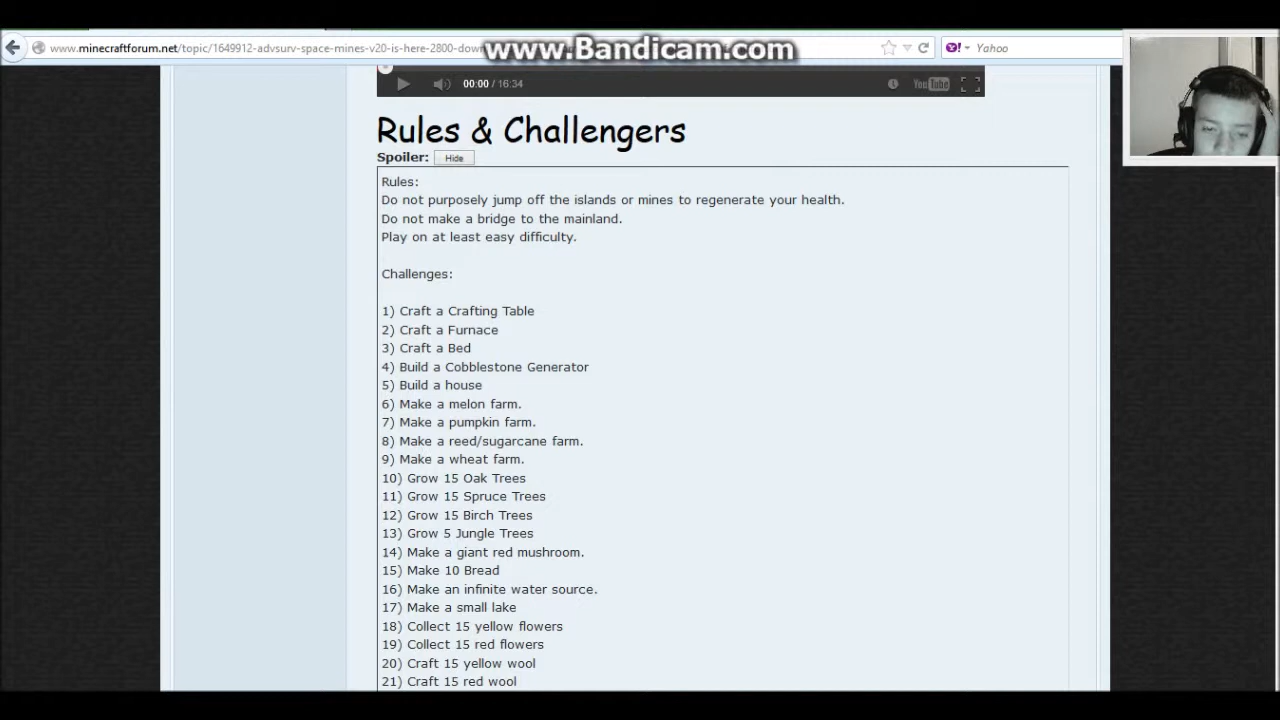 www.minecraftforum.net/topic/1649912-advsurv-space-mines-v20-is-here-2800-dow
www.Bandicam.com
Yahoo
00:00 / 16:34
YouTube
Rules & Challengers
Spoiler: Hide
Rules:
Do not purposely jump off the islands or mines to regenerate your health.
Do not make a bridge to the mainland.
Play on at least easy difficulty.
Challenges:
1) Craft a Crafting Table
2) Craft a Furnace
3) Craft a Bed
4) Build a Cobblestone Generator
5) Build a house
6) Make a melon farm.
7) Make a pumpkin farm.
8) Make a reed/sugarcane farm.
9) Make a wheat farm.
10) Grow 15 Oak Trees
11) Grow 15 Spruce Trees
12) Grow 15 Birch Trees
13) Grow 5 Jungle Trees
14) Make a giant red mushroom.
15) Make 10 Bread
16) Make an infinite water source.
17) Make a small lake
18) Collect 15 yellow flowers
19) Collect 15 red flowers
20) Craft 15 yellow wool
21) Craft 15 red wool